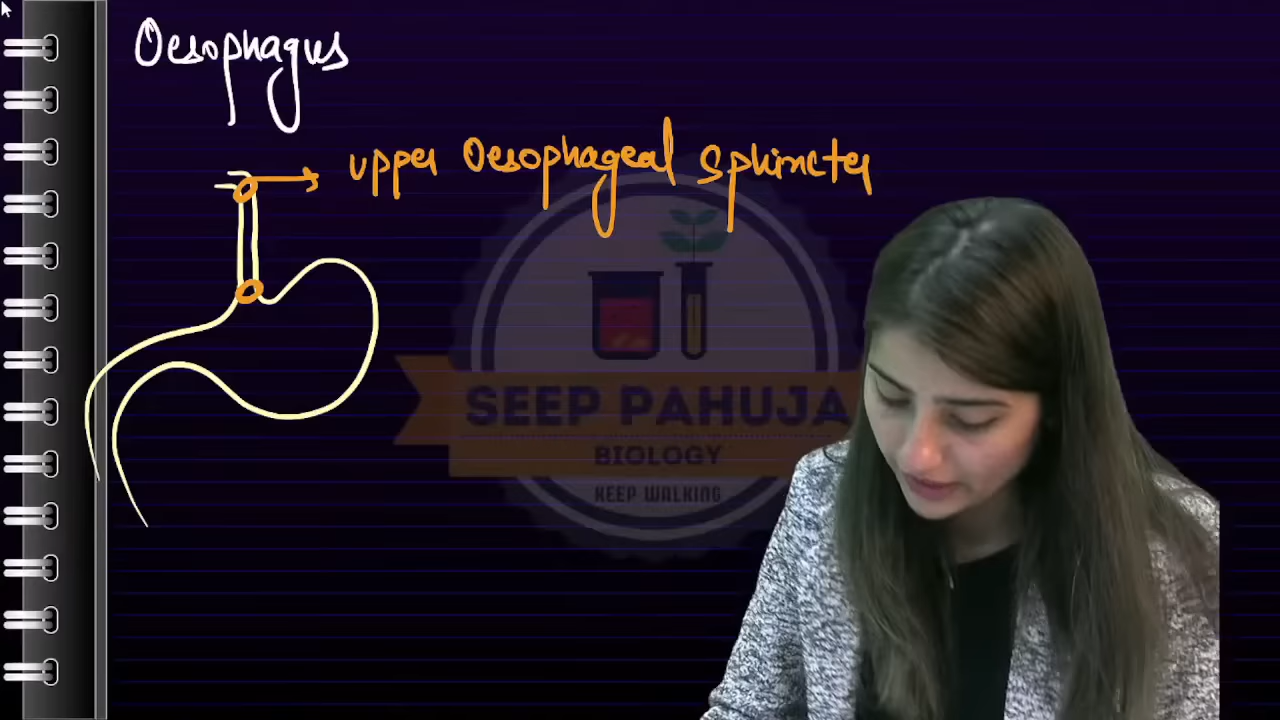 Oesophagus
upper Oesophageal Sphincter
SEEP PAHUJA
BIOLOGY
KEEP WALKING